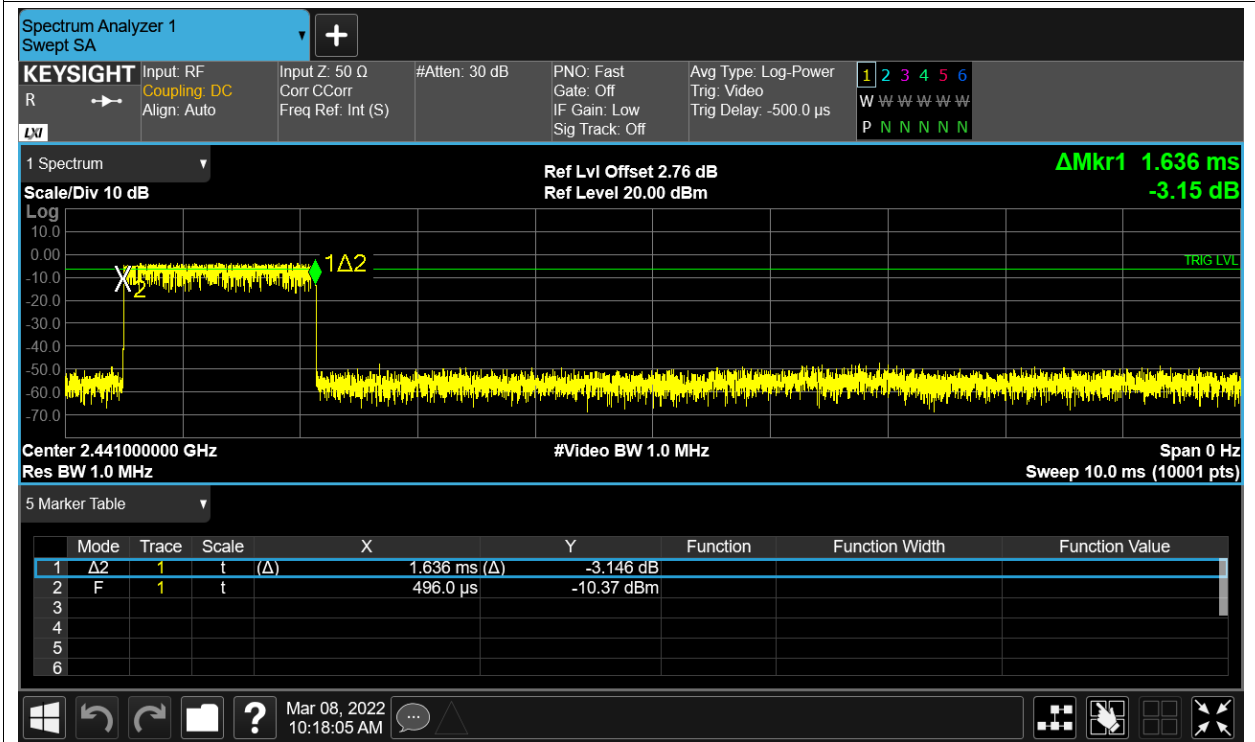 Spectrum Analyzer 1
Swept SA
+
KEYSIGHT Input: RF Input Z: 50 Ω #Atten: 30 dB PNO: Fast Avg Type: Log-Power 1 2 3 4 5 6
R Coupling: DC Corr CCorr Gate: Off Trig: Video W W W W W W
Align: Auto Freq Ref: Int (S) IF Gain: Low Trig Delay: -500.0 µs
LXI Sig Track: Off P N N N N N
1 Spectrum
Ref Lvl Offset 2.76 dB ΔMkr1 1.636 ms
Scale/Div 10 dB Ref Level 20.00 dBm -3.15 dB
Log
10.0
0.00
1Δ2
TRIG LVL
-10.0
X2
-20.0
-30.0
-40.0
-50.0
-60.0
-70.0
Center 2.441000000 GHz #Video BW 1.0 MHz Span 0 Hz
Res BW 1.0 MHz Sweep 10.0 ms (10001 pts)
5 Marker Table
Mode Trace Scale X Y Function Function Width Function Value
1 Δ2 1 t (Δ) 1.636 ms (Δ) -3.146 dB
2 F 1 t 496.0 µs -10.37 dBm
3
4
5
6
? Mar 08, 2022
10:18:05 AM